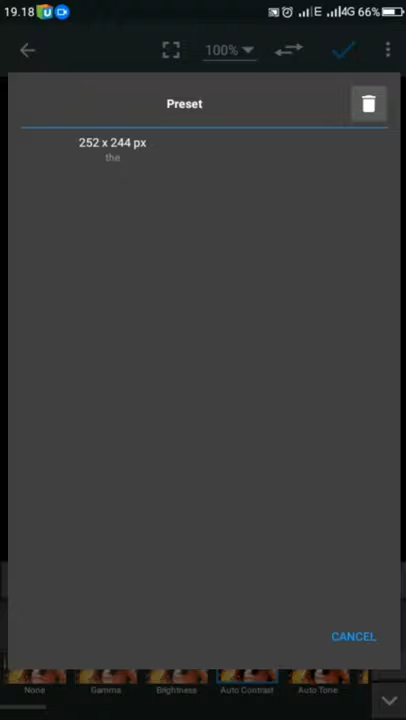 19.18 E 4G 66%
100%
Preset
252 x 244 px
the
CANCEL
None Gamma Brightness Auto Contrast Auto Tone